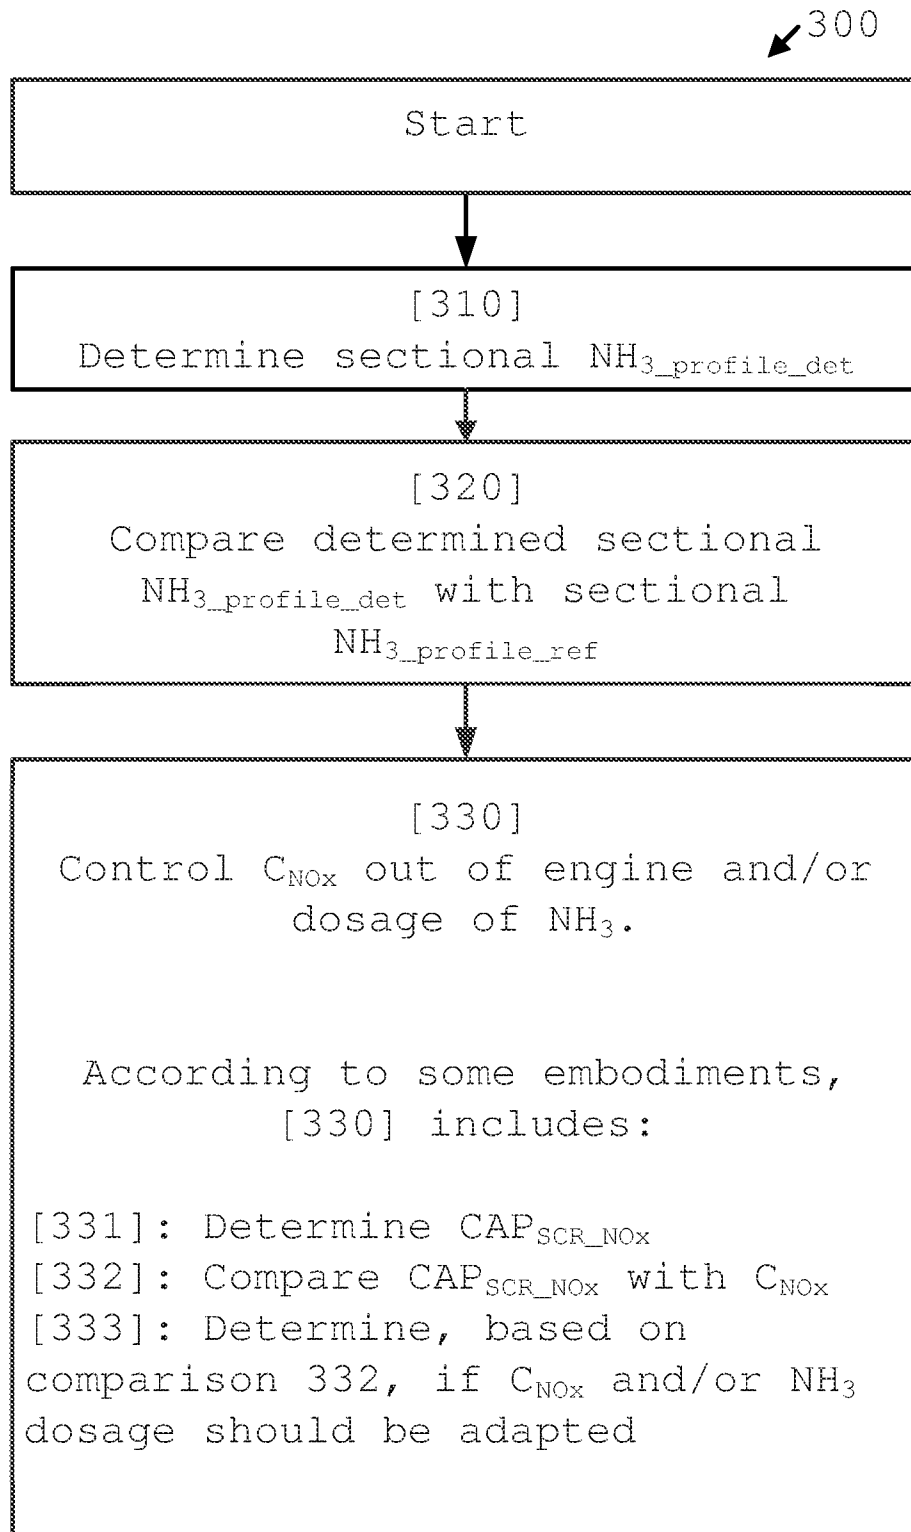 300
Start
[310]
Determine sectional NH3_profile_det
[320]
Compare determined sectional
NH3_profile_det with sectional
NH3_profile_ref
[330]
Control CNOx out of engine and/or
dosage of NH3.
According to some embodiments,
[330] includes:
[331]: Determine CAPSCR_NOx
[332]: Compare CAPSCR_NOx with CNOx
[333]: Determine, based on
comparison 332, if CNOx and/or NH3
dosage should be adapted